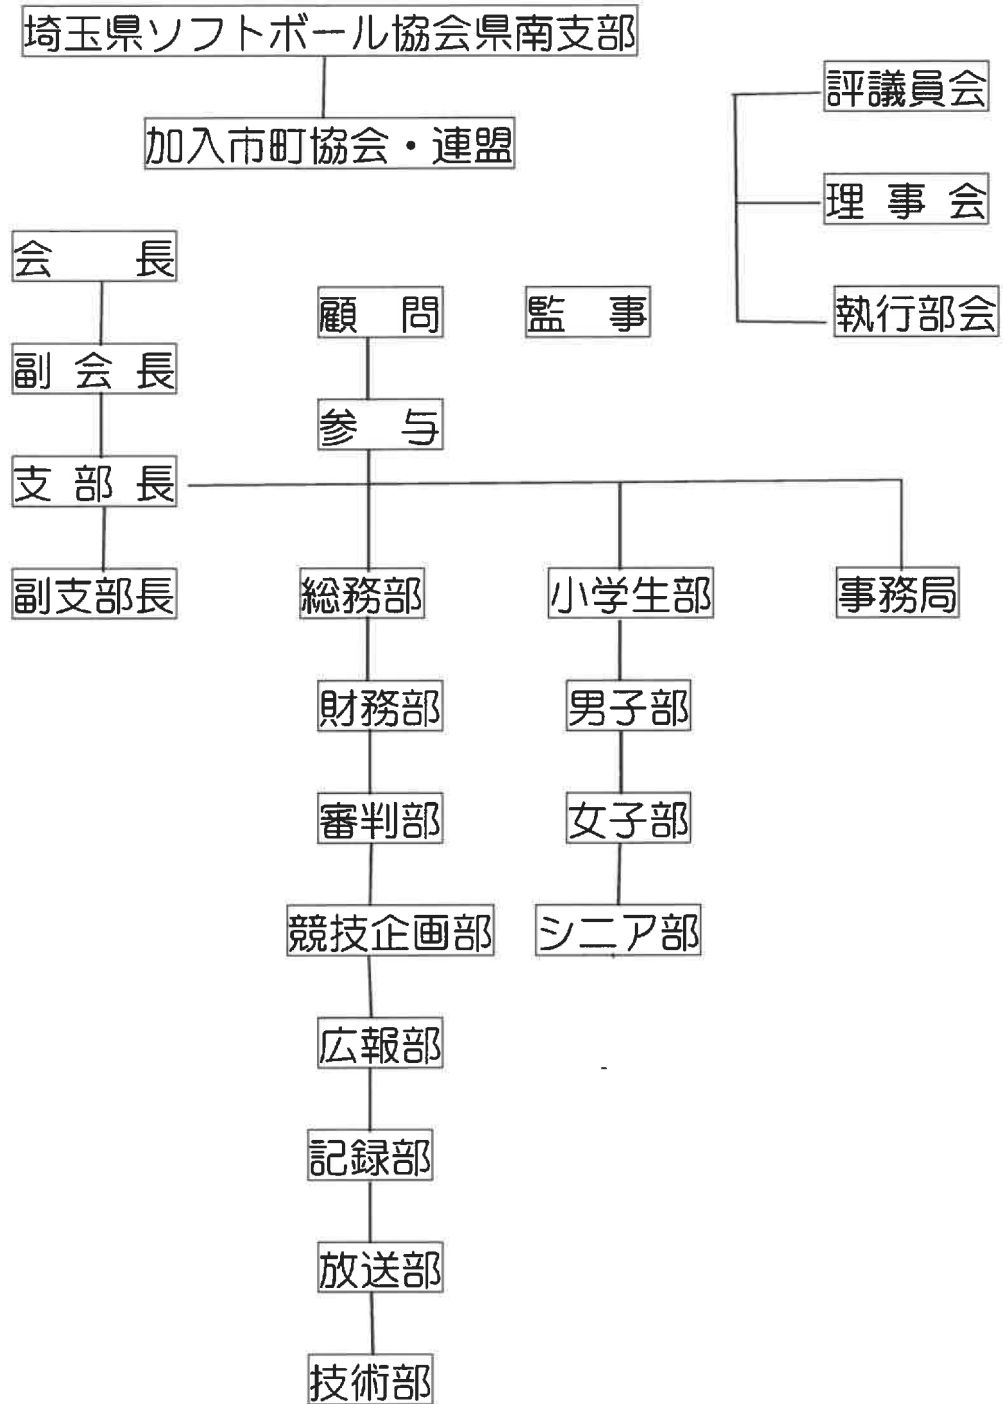 埼玉県ソフトボール協会県南支部
加入市町協会・連盟
評議員会
理事会
執行部会
会長
副会長
支部長
副支部長
顧問
参与
監事
総務部
財務部
審判部
競技企画部
広報部
記録部
放送部
技術部
小学生部
男子部
女子部
シニア部
事務局